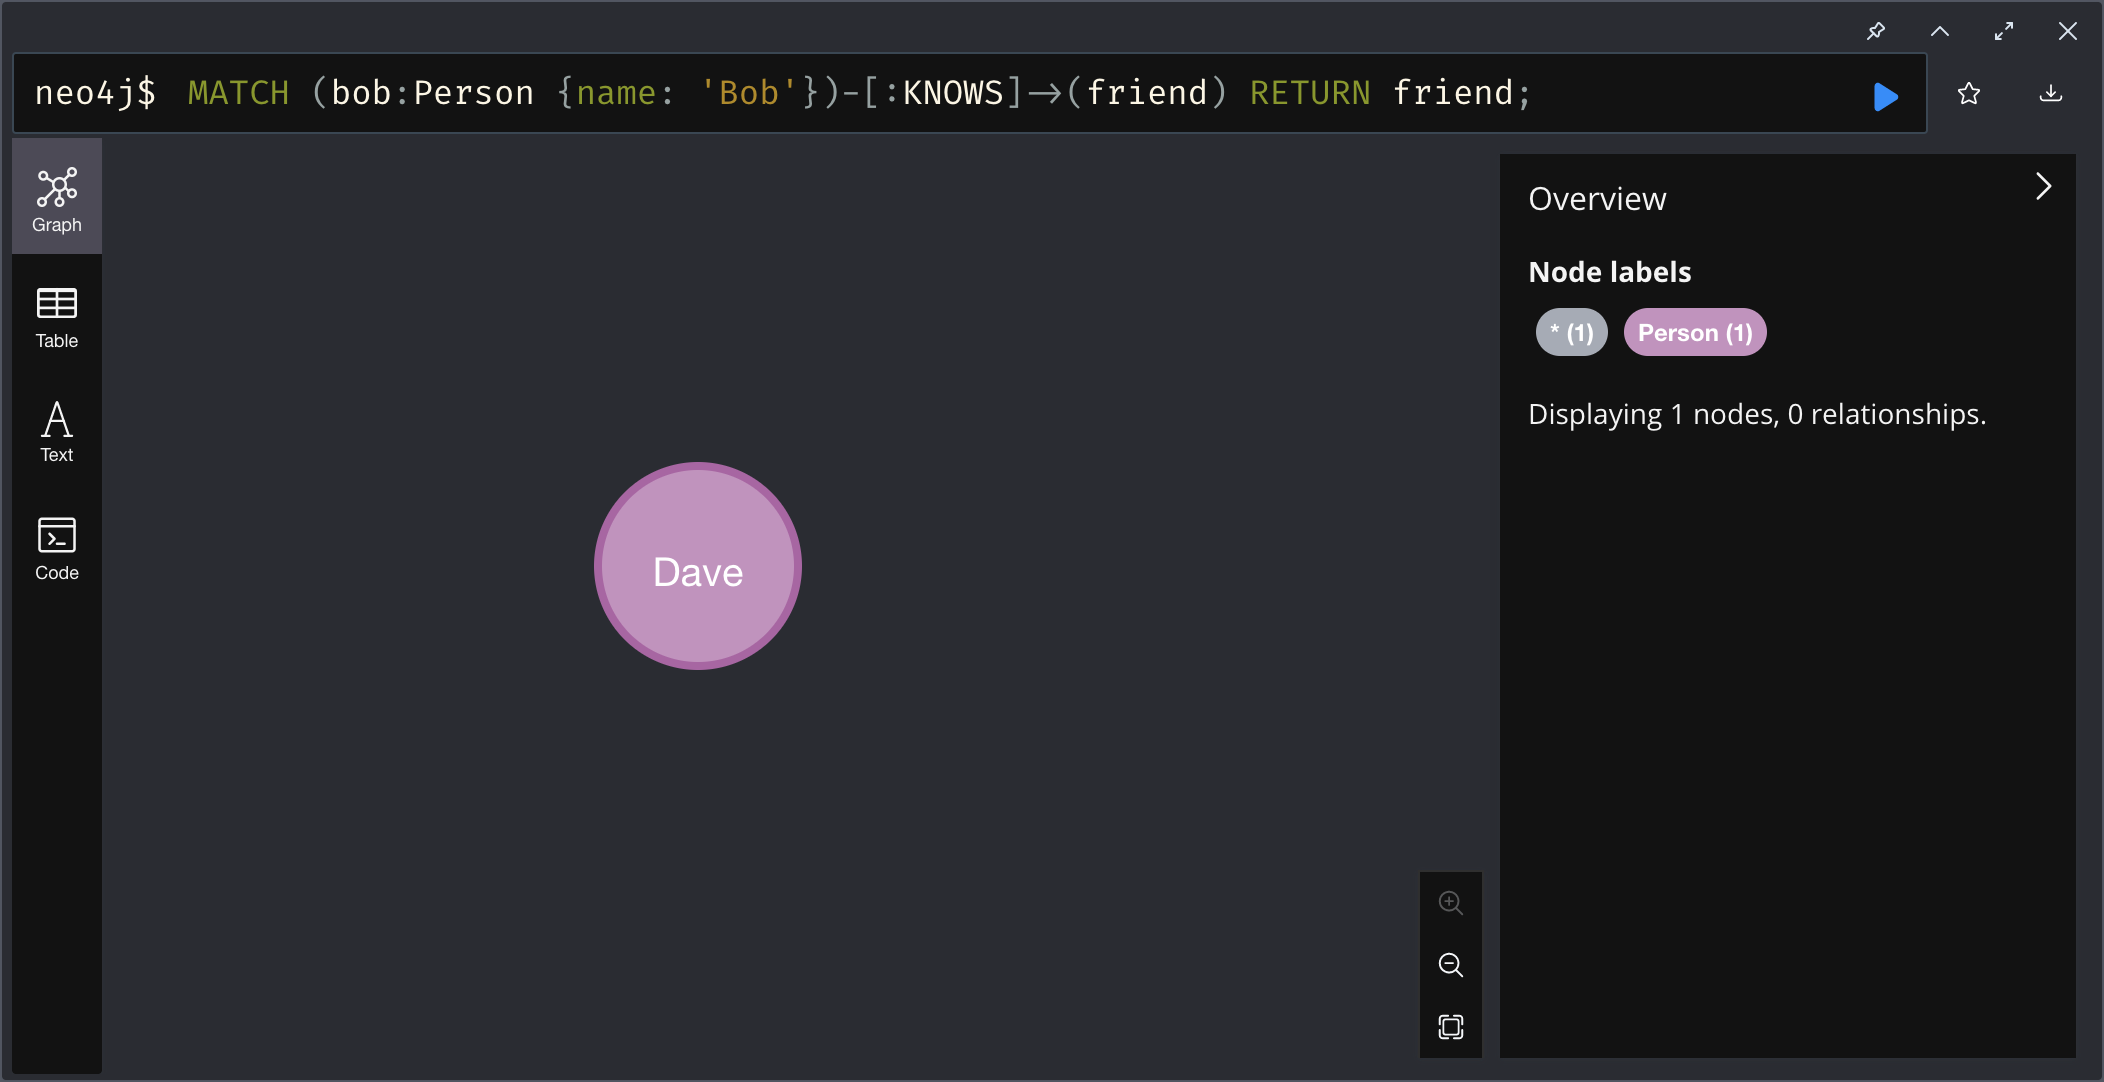 neo4j$ MATCH (bob:Person {name: 'Bob'})-[:KNOWS]->(friend) RETURN friend;
Graph
Table
Text
Code
Dave
Overview
Node labels
* (1) Person (1)
Displaying 1 nodes, 0 relationships.